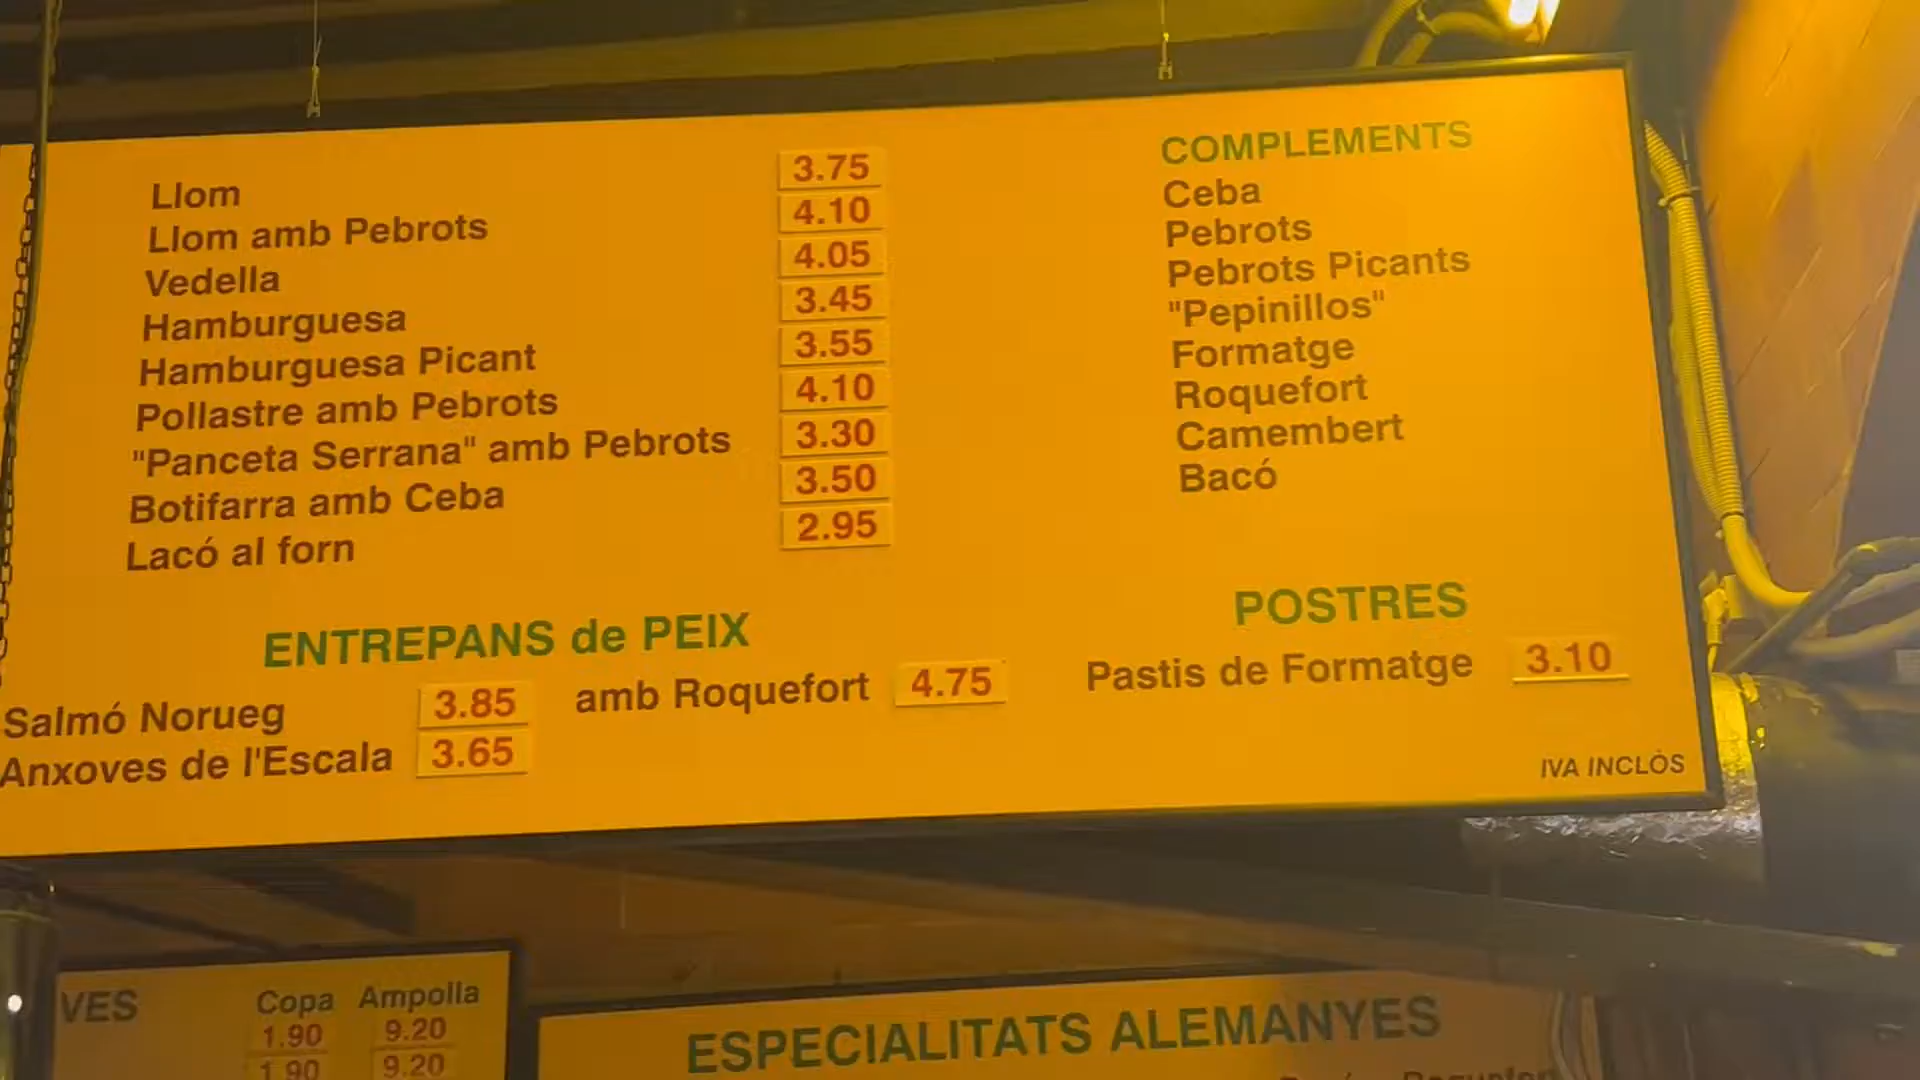 Llom 3.75
Llom amb Pebrots 4.10
Vedella 4.05
Hamburguesa 3.45
Hamburguesa Picant 3.55
Pollastre amb Pebrots 4.10
"Panceta Serrana" amb Pebrots 3.30
Botifarra amb Ceba 3.50
Lacó al forn 2.95
COMPLEMENTS
Ceba
Pebrots
Pebrots Picants
"Pepinillos"
Formatge
Roquefort
Camembert
Bacó
ENTREPANS de PEIX
Salmó Norueg 3.85 amb Roquefort 4.75
Anxoves de l'Escala 3.65
POSTRES
Pastis de Formatge 3.10
IVA INCLÒS
VES Copa Ampolla
1.90 9.20
1.90 9.20
ESPECIALITATS ALEMANYES